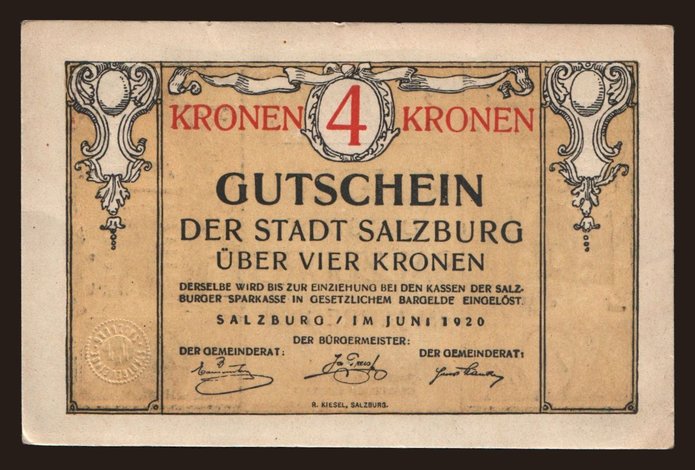 KRONEN 4 KRONEN
GUTSCHEIN
DER STADT SALZBURG
ÜBER VIER KRONEN
DERSELBE WIRD BIS ZUR EINZIEHUNG BEI DEN KASSEN DER SALZ-
BURGER SPARKASSE IN GESETZLICHEM BARGELDE EINGELÖST.
SALZBURG / IM JUNI 1920
DER BÜRGERMEISTER:
DER GEMEINDERAT: DER GEMEINDERAT:
R. KIESEL, SALZBURG.